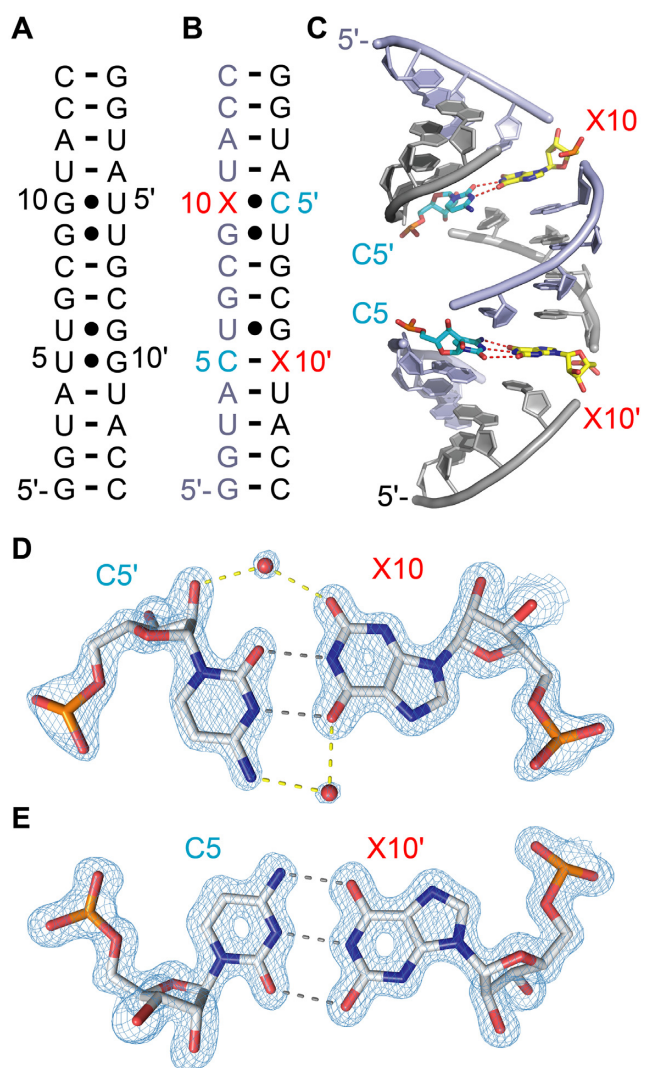 A
C - G
C - G
A - U
U - A
10 G ● U 5'
G ● U
C - G
G - C
U ● G
5 U ● G 10'
A - U
U - A
G - C
5'- G - C
B
C - G
C - G
A - U
U - A
10 X ● C 5'
G ● U
C - G
G - C
U ● G
5 C - X 10'
A - U
U - A
G - C
5'- G - C
C
5'-
X10
C5'
C5
X10'
5'-
D
C5' X10
E
C5 X10'